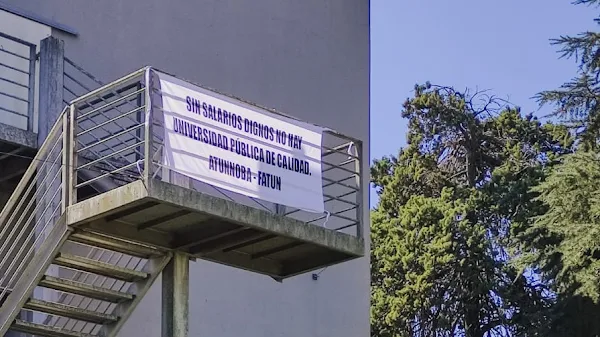 SIN SALARIOS DIGNOS NO HAY
UNIVERSIDAD PÚBLICA DE CALIDAD.
ATUNNOBA - FATUN